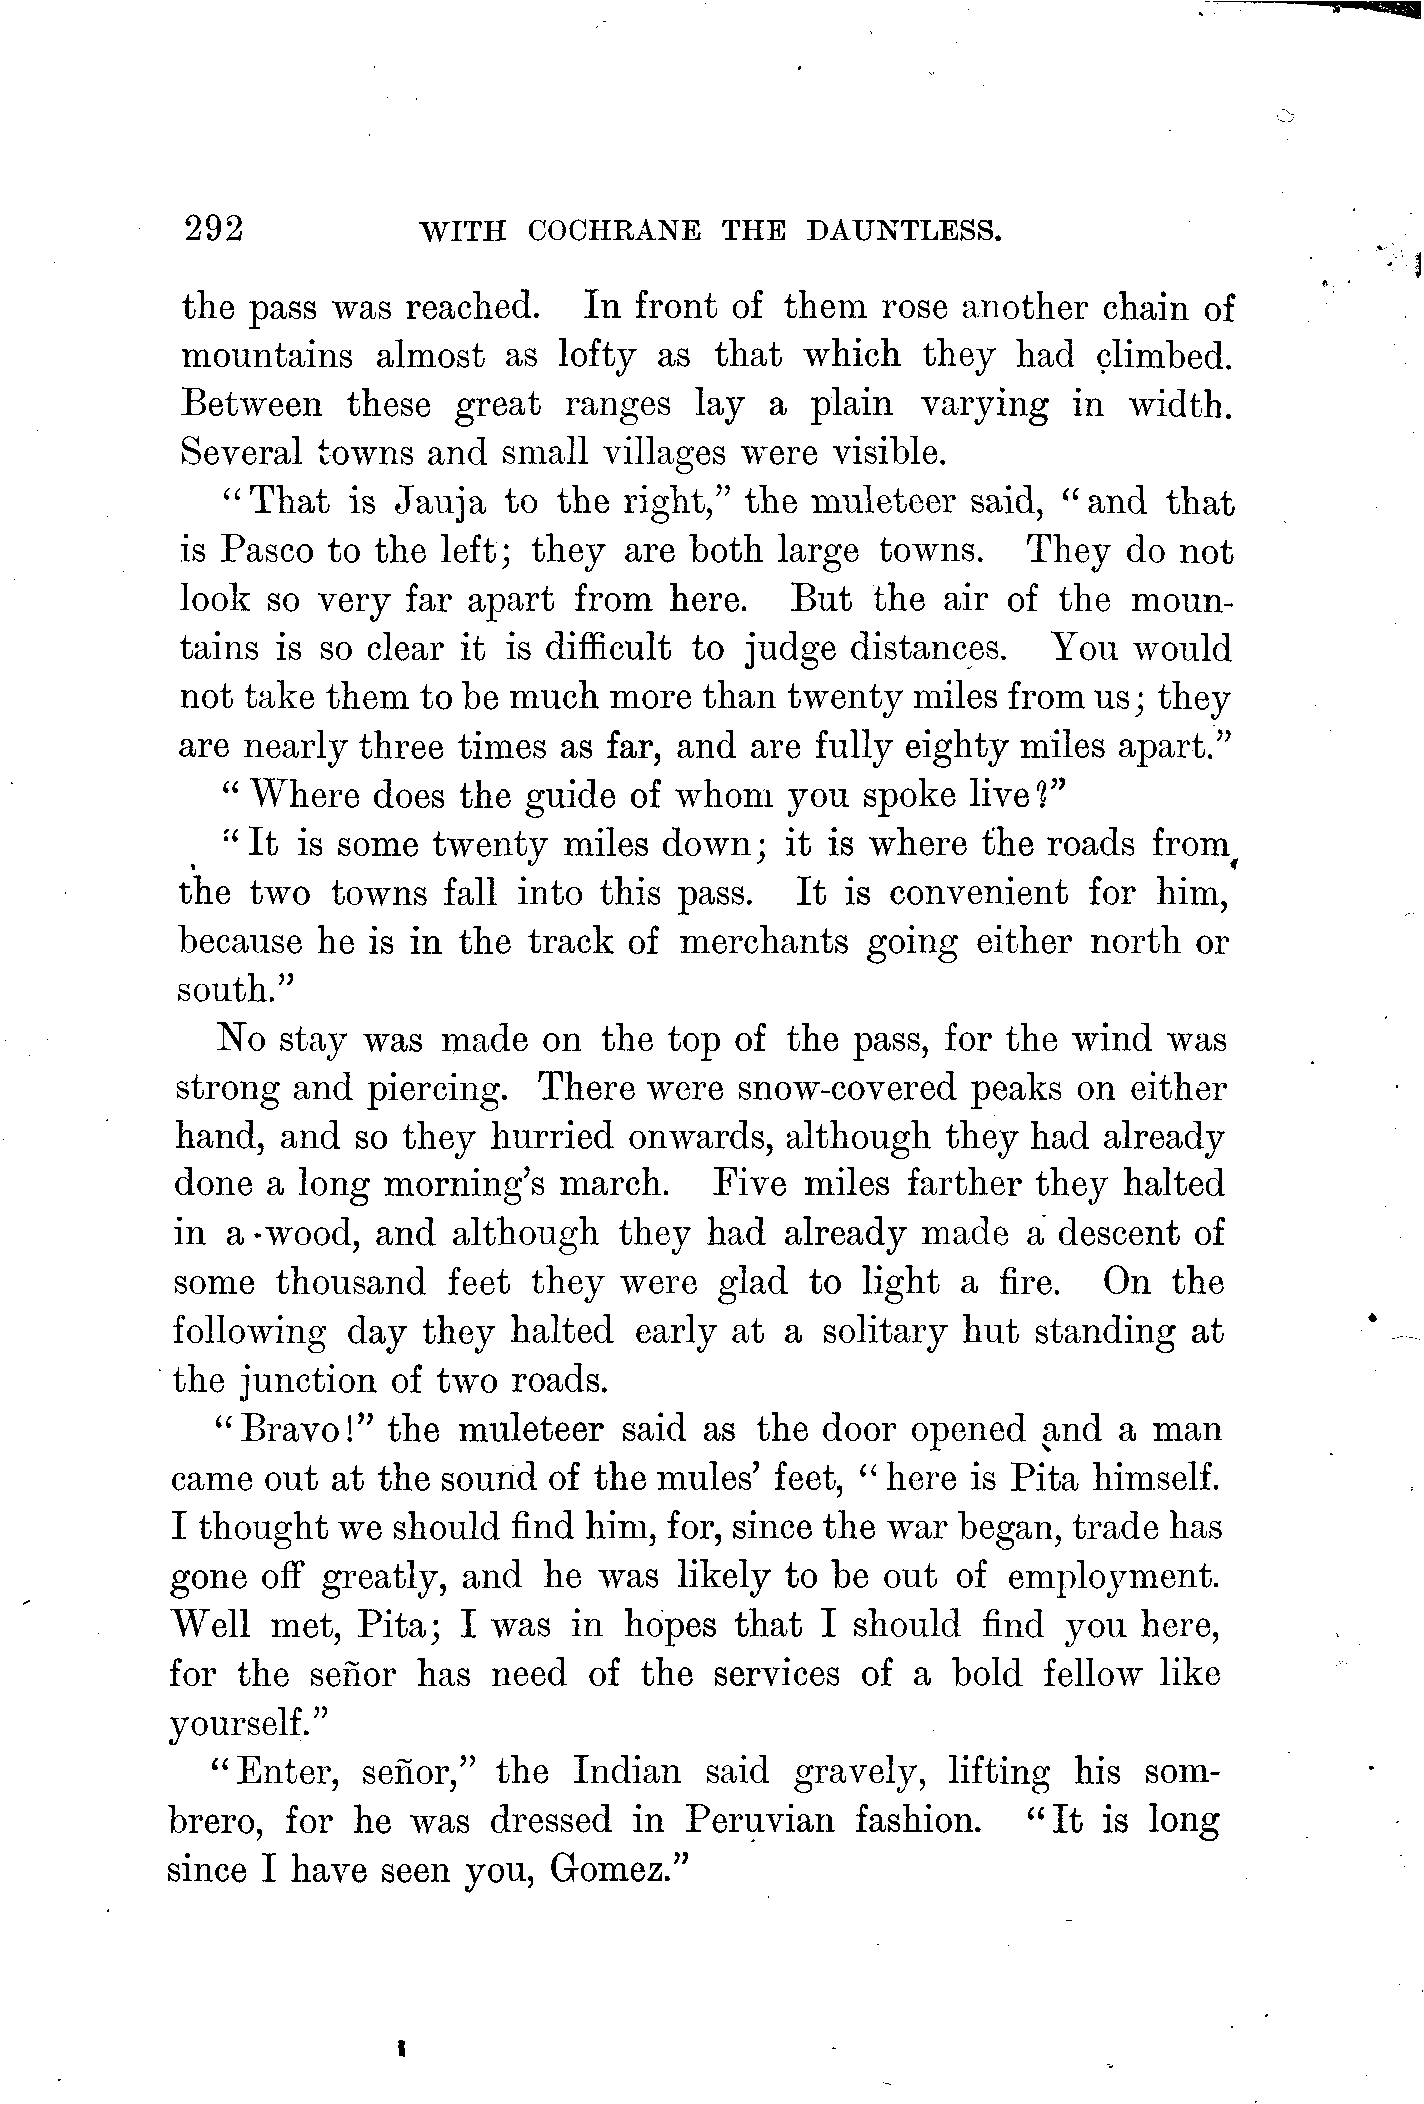 292 WITH COCHRANE THE DAUNTLESS.
the pass was reached. In front of them rose another chain of
mountains almost as lofty as that which they had climbed.
Between these great ranges lay a plain varying in width.
Several towns and small villages were visible.
"That is Jauja to the right," the muleteer said, "and that
is Pasco to the left; they are both large towns. They do not
look so very far apart from here. But the air of the moun-
tains is so clear it is difficult to judge distances. You would
not take them to be much more than twenty miles from us; they
are nearly three times as far, and are fully eighty miles apart."
"Where does the guide of whom you spoke live?"
"It is some twenty miles down; it is where the roads from
the two towns fall into this pass. It is convenient for him,
because he is in the track of merchants going either north or
south."
No stay was made on the top of the pass, for the wind was
strong and piercing. There were snow-covered peaks on either
hand, and so they hurried onwards, although they had already
done a long morning's march. Five miles farther they halted
in a wood, and although they had already made a descent of
some thousand feet they were glad to light a fire. On the
following day they halted early at a solitary hut standing at
the junction of two roads.
"Bravo!" the muleteer said as the door opened and a man
came out at the sound of the mules' feet, "here is Pita himself.
I thought we should find him, for, since the war began, trade has
gone off greatly, and he was likely to be out of employment.
Well met, Pita; I was in hopes that I should find you here,
for the señor has need of the services of a bold fellow like
yourself."
"Enter, señor," the Indian said gravely, lifting his som-
brero, for he was dressed in Peruvian fashion. "It is long
since I have seen you, Gomez."